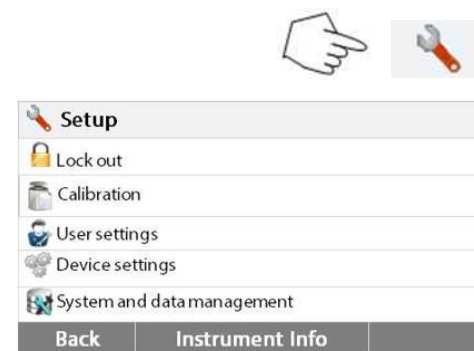 Setup
Lock out
Calibration
User settings
Device settings
System and data management
Back Instrument Info